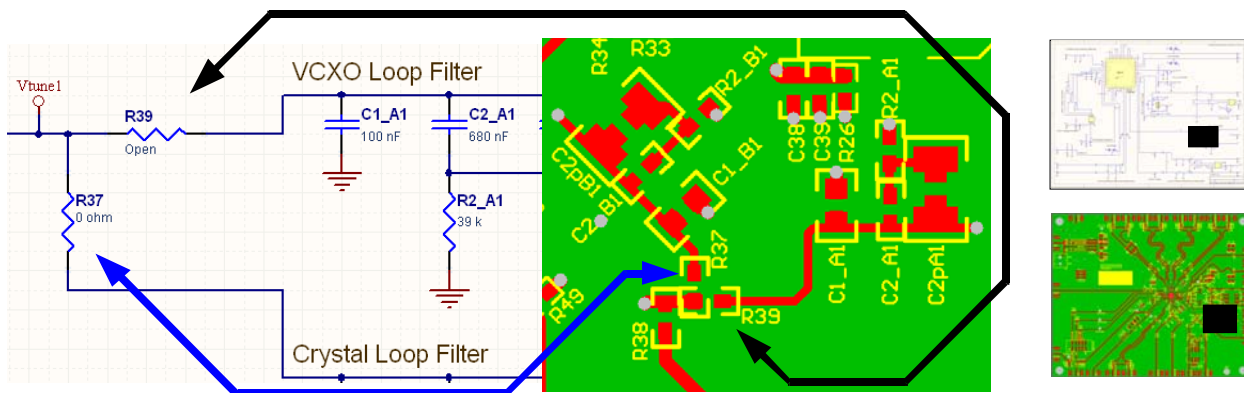 VCXO Loop Filter
Vtune1
R39
Open
C1_A1
100 nF
C2_A1
680 nF
R37
0 ohm
R2_A1
39 k
Crystal Loop Filter
R34
R33
R2_B1
C2pB1
C1_B1
C2_B1
R37
R49
R38
R39
C38
C39
R26
R2_A1
C1_A1
C2_A1
C2pA1